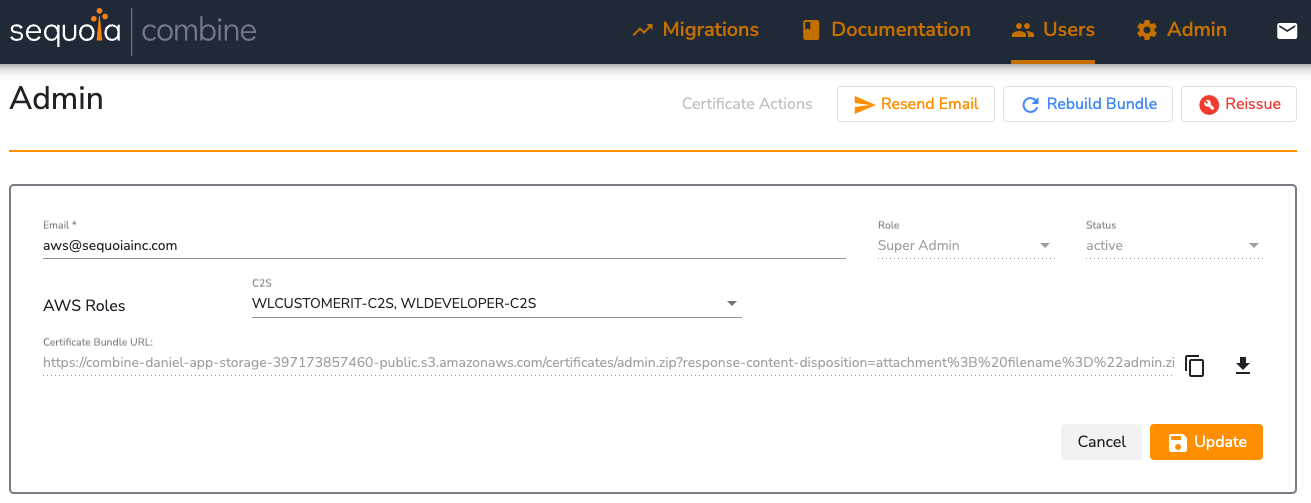 sequoia combine Migrations Documentation Users Admin
Admin Certificate Actions Resend Email Rebuild Bundle Reissue
Email * Role Status
aws@sequoiainc.com Super Admin active
C2S
AWS Roles WLCUSTOMERIT-C2S, WLDEVELOPER-C2S
Certificate Bundle URL:
https://combine-daniel-app-storage-397173857460-public.s3.amazonaws.com/certificates/admin.zip?response-content-disposition=attachment%3B%20filename%3D%22admin.zi
Cancel Update